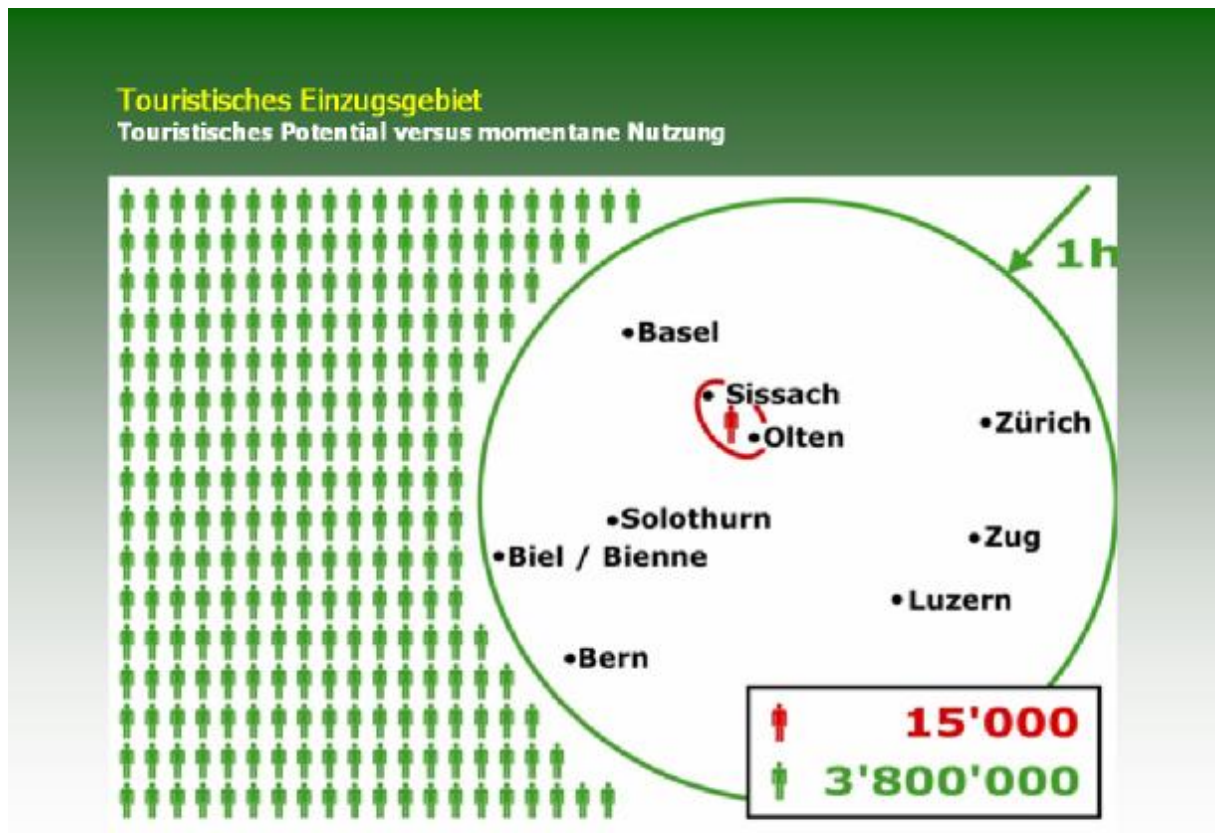 Touristisches Einzugsgebiet
Touristisches Potential versus momentane Nutzung
1h
Basel
Sissach
Olten
Zürich
Solothurn
Zug
Biel / Bienne
Luzern
Bern
15'000
3'800'000